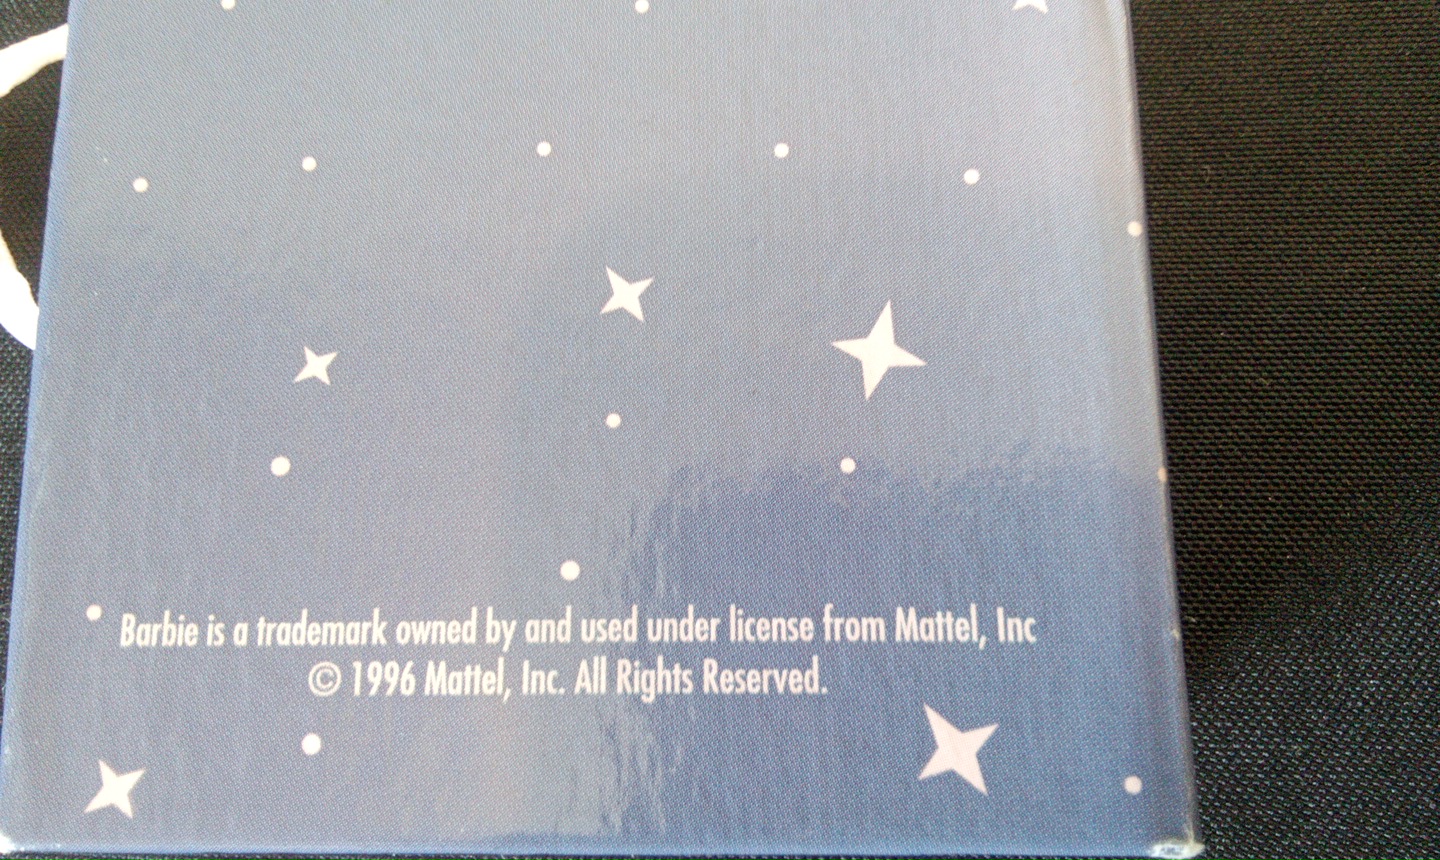 Barbie is a trademark owned by and used under license from Mattel, Inc
© 1996 Mattel, Inc. All Rights Reserved.